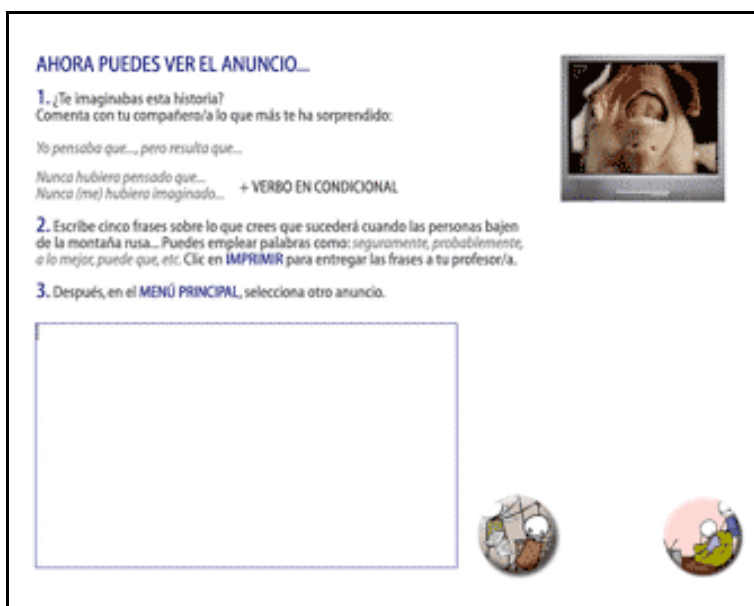 AHORA PUEDES VER EL ANUNCIO...
1. ¿Te imaginabas esta historia?
Comenta con tu compañero/a lo que más te ha sorprendido:
Yo pensaba que..., pero resulta que...
Nunca hubiera pensado que...
Nunca (me) hubiera imaginado...
+ VERBO EN CONDICIONAL
2. Escribe cinco frases sobre lo que crees que sucederá cuando las personas bajen
de la montaña rusa... Puedes emplear palabras como: seguramente, probablemente,
a lo mejor, puede que, etc. Clic en IMPRIMIR para entregar las frases a tu profesor/a.
3. Después, en el MENÚ PRINCIPAL, selecciona otro anuncio.